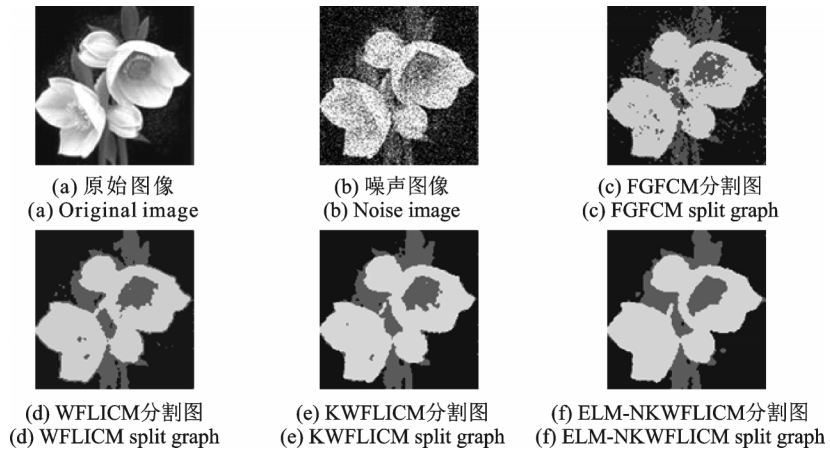 (a) 原始图像
(a) Original image
(b) 噪声图像
(b) Noise image
(c) FGFCM分割图
(c) FGFCM split graph
(d) WFLICM分割图
(d) WFLICM split graph
(e) KWFLICM分割图
(e) KWFLICM split graph
(f) ELM-NKWFLICM分割图
(f) ELM-NKWFLICM split graph